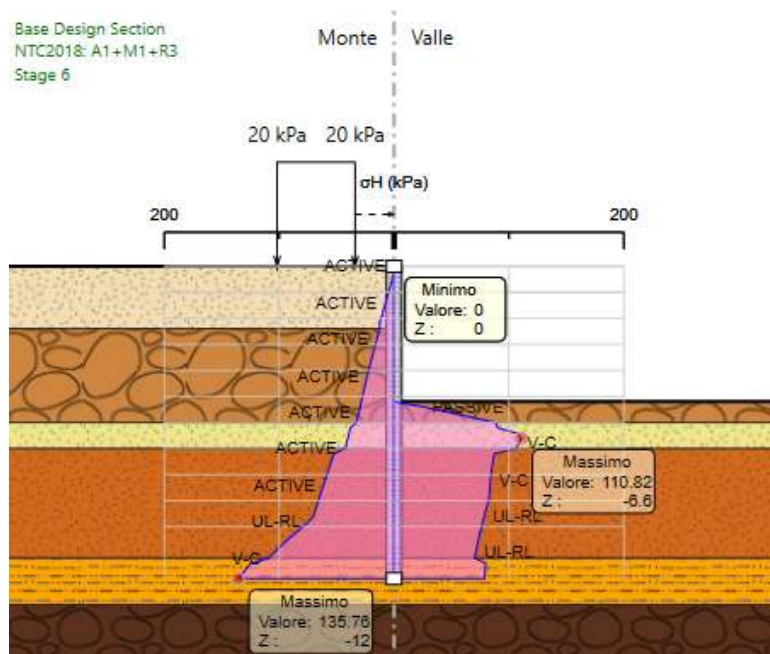 Base Design Section
NTC2018: A1+M1+R3
Stage 6
Monte Valle
20 kPa 20 kPa
σH (kPa)
200 200
ACTIVE
ACTIVE
Minimo
Valore: 0
Z : 0
ACTIVE
ACTIVE
ACTIVE
PASSIVE
ACTIVE
V-C
Massimo
Valore: 110.82
Z : -6.6
ACTIVE
V-C
UL-RL
UL-RL
V-C
UL-RL
Massimo
Valore: 135.76
Z : -12